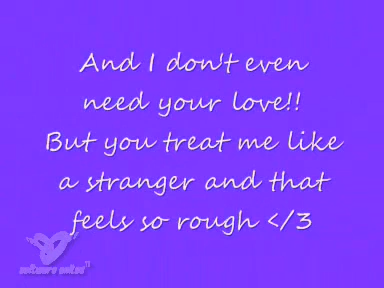 And I don't even
need your love!!
But you treat me like
a stranger and that
feels so rough </3